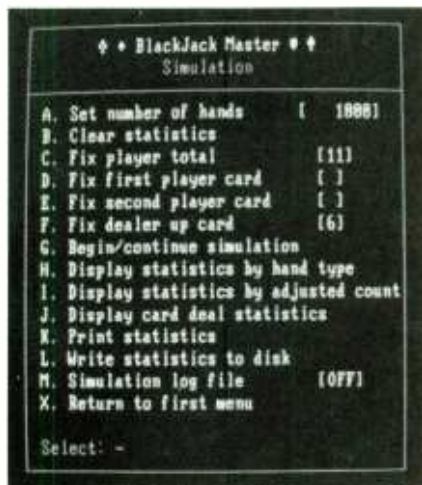 ♦ ♦ BlackJack Master ♦ ♦
Simulation
A. Set number of hands [ 1000]
B. Clear statistics
C. Fix player total [11]
D. Fix first player card [ ]
E. Fix second player card [ ]
F. Fix dealer up card [6]
G. Begin/continue simulation
H. Display statistics by hand type
I. Display statistics by adjusted count
J. Display card deal statistics
K. Print statistics
L. Write statistics to disk
M. Simulation log file [OFF]
X. Return to first menu
Select: -